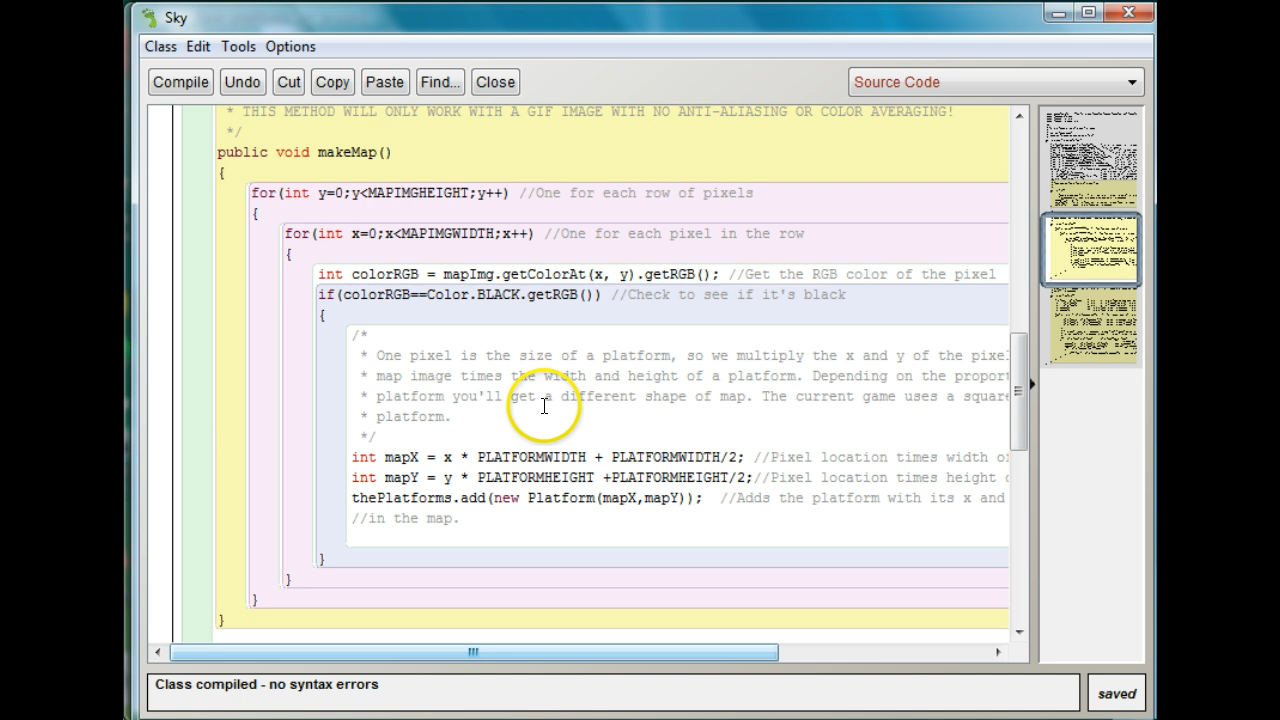 Sky
Class Edit Tools Options
Compile Undo Cut Copy Paste Find... Close Source Code
* THIS METHOD WILL ONLY WORK WITH A GIF IMAGE WITH NO ANTI-ALIASING OR COLOR AVERAGING!
*/
public void makeMap()
{
for(int y=0;y<MAPIMGHEIGHT;y++) //One for each row of pixels
{
for(int x=0;x<MAPIMGWIDTH;x++) //One for each pixel in the row
{
int colorRGB = mapImg.getColorAt(x, y).getRGB(); //Get the RGB color of the pixel
if(colorRGB==Color.BLACK.getRGB()) //Check to see if it's black
{
/*
* One pixel is the size of a platform, so we multiply the x and y of the pixel
* map image times the width and height of a platform. Depending on the propor
* platform you'll get a different shape of map. The current game uses a square
* platform.
*/
int mapX = x * PLATFORMWIDTH + PLATFORMWIDTH/2; //Pixel location times width o
int mapY = y * PLATFORMHEIGHT +PLATFORMHEIGHT/2;//Pixel location times height
thePlatforms.add(new Platform(mapX,mapY)); //Adds the platform with its x and
//in the map.
}
}
}
}
Class compiled - no syntax errors
saved